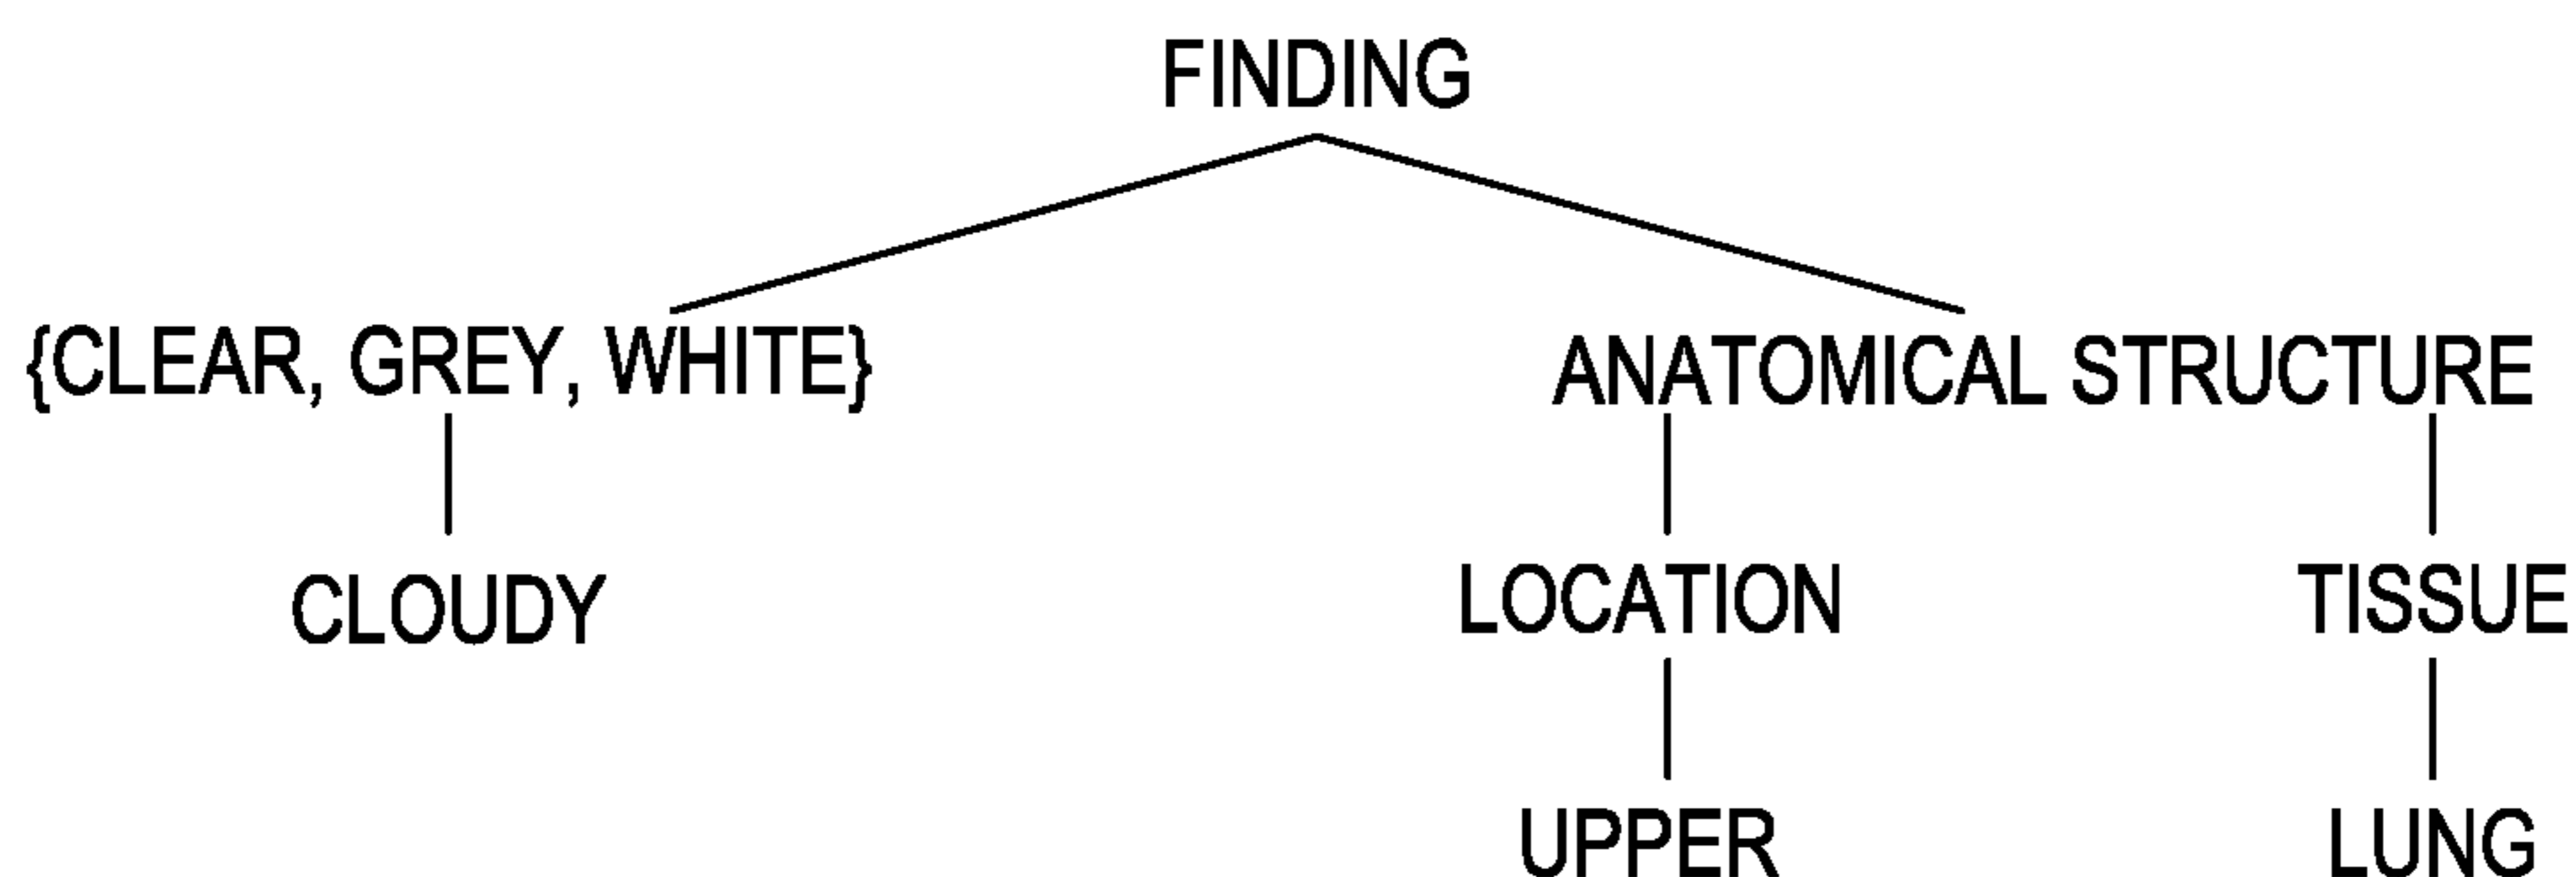 FINDING
{CLEAR, GREY, WHITE}
ANATOMICAL STRUCTURE
CLOUDY
LOCATION
TISSUE
UPPER
LUNG